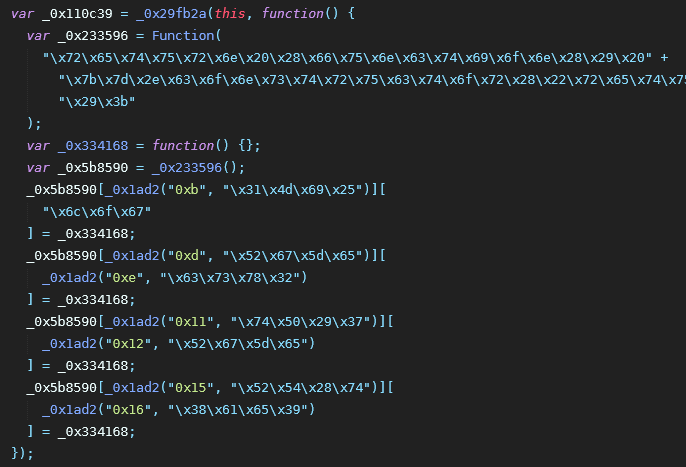 var _0x110c39 = _0x29fb2a(this, function() {
  var _0x233596 = Function(
    "\x72\x65\x74\x75\x72\x6e\x20\x28\x66\x75\x6e\x63\x74\x69\x6f\x6e\x28\x29\x20" +
      "\x7b\x7d\x2e\x63\x6f\x6e\x73\x74\x72\x75\x63\x74\x6f\x72\x28\x22\x72\x65\x74\x75
      "\x29\x3b"
  );
  var _0x334168 = function() {};
  var _0x5b8590 = _0x233596();
  _0x5b8590[_0x1ad2("0xb", "\x31\x4d\x69\x25")][
    "\x6c\x6f\x67"
  ] = _0x334168;
  _0x5b8590[_0x1ad2("0xd", "\x52\x67\x5d\x65")][
    _0x1ad2("0xe", "\x63\x73\x78\x32")
  ] = _0x334168;
  _0x5b8590[_0x1ad2("0x11", "\x74\x50\x29\x37")][
    _0x1ad2("0x12", "\x52\x67\x5d\x65")
  ] = _0x334168;
  _0x5b8590[_0x1ad2("0x15", "\x52\x54\x28\x74")][
    _0x1ad2("0x16", "\x38\x61\x65\x39")
  ] = _0x334168;
});